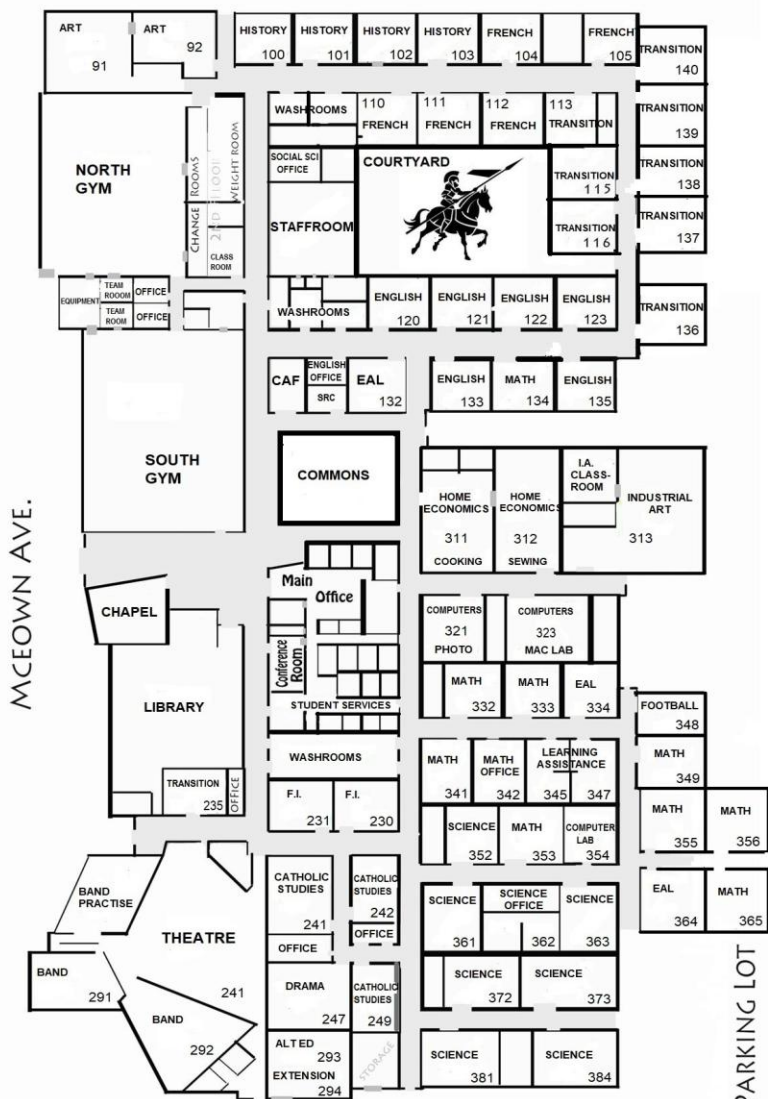 ART
91
ART
92
HISTORY
100
HISTORY
101
HISTORY
102
HISTORY
103
FRENCH
104
FRENCH
105
TRANSITION
140
WASHROOMS
110
FRENCH
111
FRENCH
112
FRENCH
113
TRANSITION
TRANSITION
139
NORTH
GYM
CHANGE ROOMS
2ND FLOOR
WEIGHT ROOM
CLASS
ROOM
SOCIAL SCI
OFFICE
COURTYARD
TRANSITION
115
TRANSITION
138
STAFFROOM
TRANSITION
116
TRANSITION
137
EQUIPMENT
TEAM
ROOOM
OFFICE
TEAM
ROOM
OFFICE
WASHROOMS
ENGLISH
120
ENGLISH
121
ENGLISH
122
ENGLISH
123
TRANSITION
136
CAF
ENGLISH
OFFICE
SRC
EAL
132
ENGLISH
133
MATH
134
ENGLISH
135
SOUTH
GYM
COMMONS
HOME
ECONOMICS
311
COOKING
HOME
ECONOMICS
312
SEWING
I.A.
CLASS-
ROOM
INDUSTRIAL
ART
313
MCEOWN AVE.
CHAPEL
Main
Office
Conference
Room
STUDENT SERVICES
COMPUTERS
321
PHOTO
COMPUTERS
323
MAC LAB
LIBRARY
MATH
332
MATH
333
EAL
334
FOOTBALL
348
WASHROOMS
MATH
341
MATH
OFFICE
342
LEARNING
ASSISTANCE
345
347
MATH
349
TRANSITION
235
OFFICE
F.I.
231
F.I.
230
SCIENCE
352
MATH
353
COMPUTER
LAB
354
MATH
355
MATH
356
BAND
PRACTISE
THEATRE
241
CATHOLIC
STUDIES
241
OFFICE
CATHOLIC
STUDIES
242
OFFICE
SCIENCE
361
SCIENCE
OFFICE
362
SCIENCE
363
EAL
364
MATH
365
BAND
291
BAND
292
DRAMA
247
CATHOLIC
STUDIES
249
SCIENCE
372
SCIENCE
373
ALT ED
293
EXTENSION
294
STORAGE
SCIENCE
381
SCIENCE
384
PARKING LOT